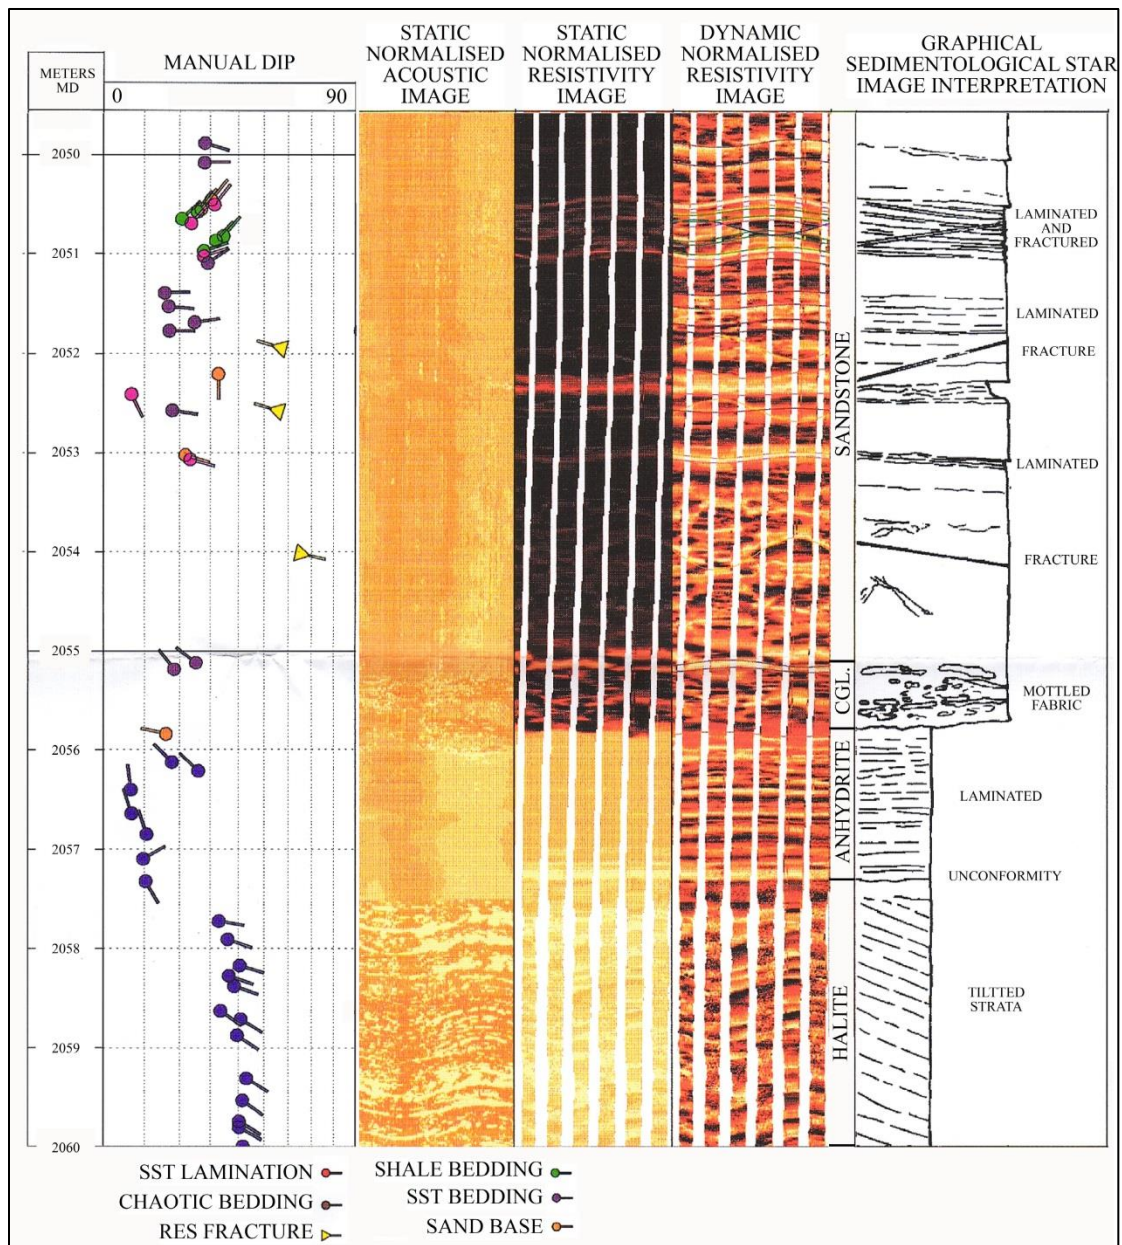 METERS
MD
MANUAL DIP
0
90
STATIC
NORMALISED
ACOUSTIC
IMAGE
STATIC
NORMALISED
RESISTIVITY
IMAGE
DYNAMIC
NORMALISED
RESISTIVITY
IMAGE
GRAPHICAL
SEDIMENTOLOGICAL STAR
IMAGE INTERPRETATION
2050
2051
2052
2053
2054
2055
2056
2057
2058
2059
2060
SANDSTONE
CGL.
ANHYDRITE
HALITE
LAMINATED
AND
FRACTURED
LAMINATED
FRACTURE
LAMINATED
FRACTURE
MOTTLED
FABRIC
LAMINATED
UNCONFORMITY
TILTTED
STRATA
SST LAMINATION
CHAOTIC BEDDING
RES FRACTURE
SHALE BEDDING
SST BEDDING
SAND BASE